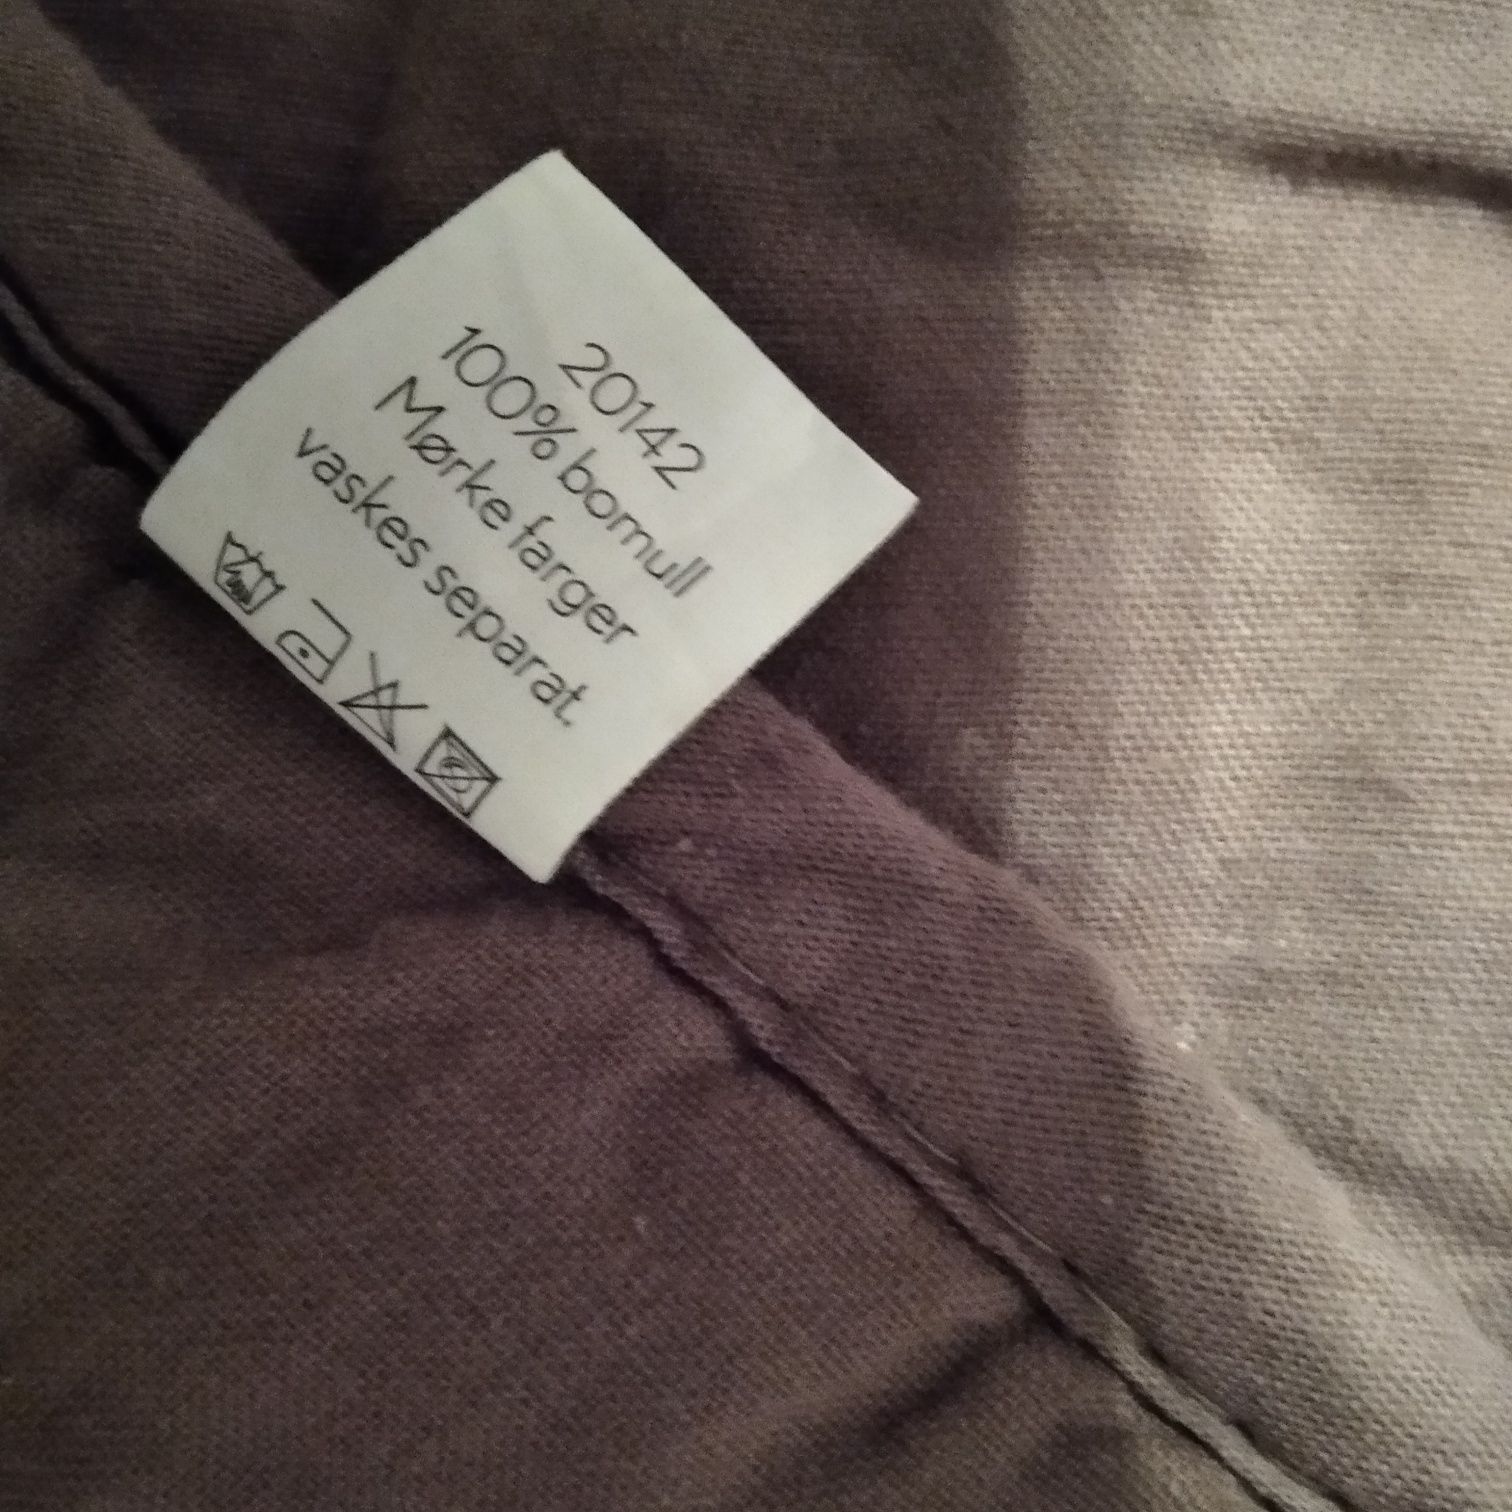 20142
100% bomull
Mørke farger
vaskes separat.